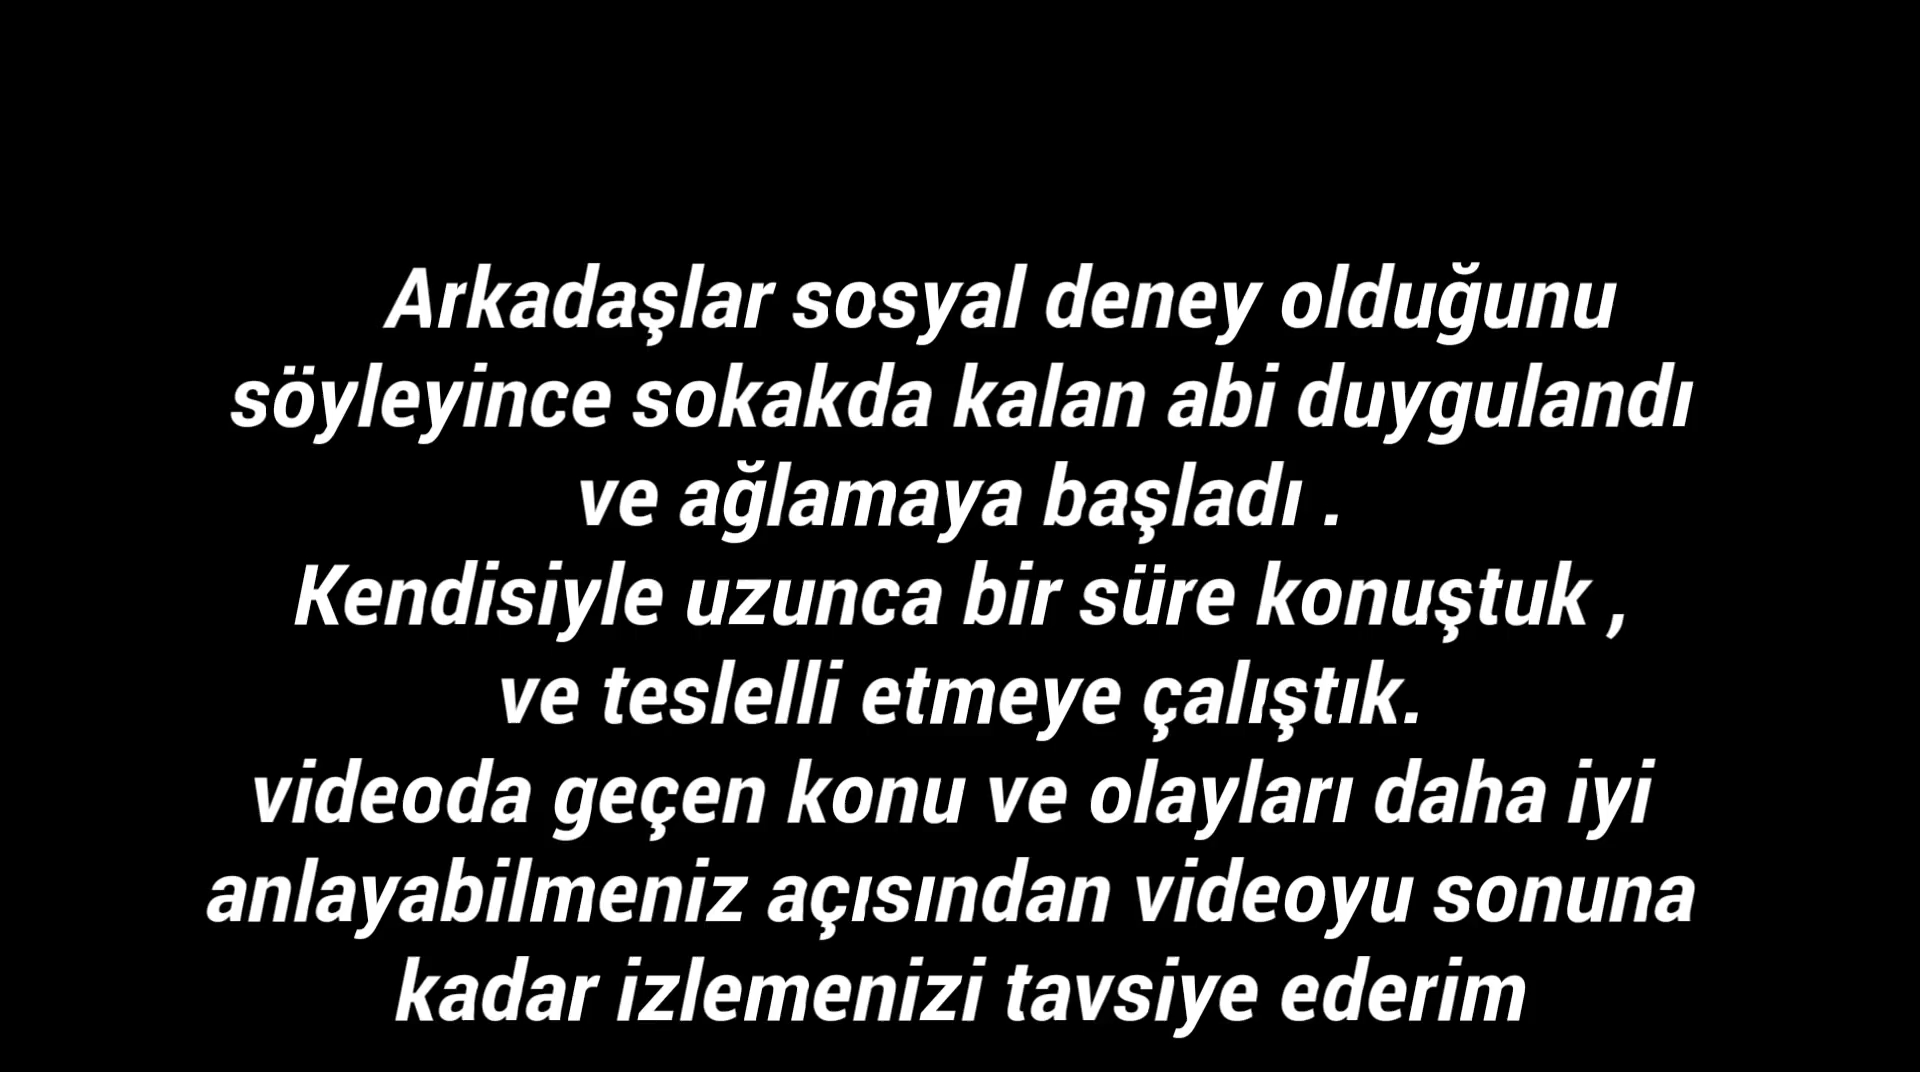 Arkadaşlar sosyal deney olduğunu
söyleyince sokakda kalan abi duygulandı
ve ağlamaya başladı .
Kendisiyle uzunca bir süre konuştuk ,
ve teslelli etmeye çalıştık.
videoda geçen konu ve olayları daha iyi
anlayabilmeniz açısından videoyu sonuna
kadar izlemenizi tavsiye ederim